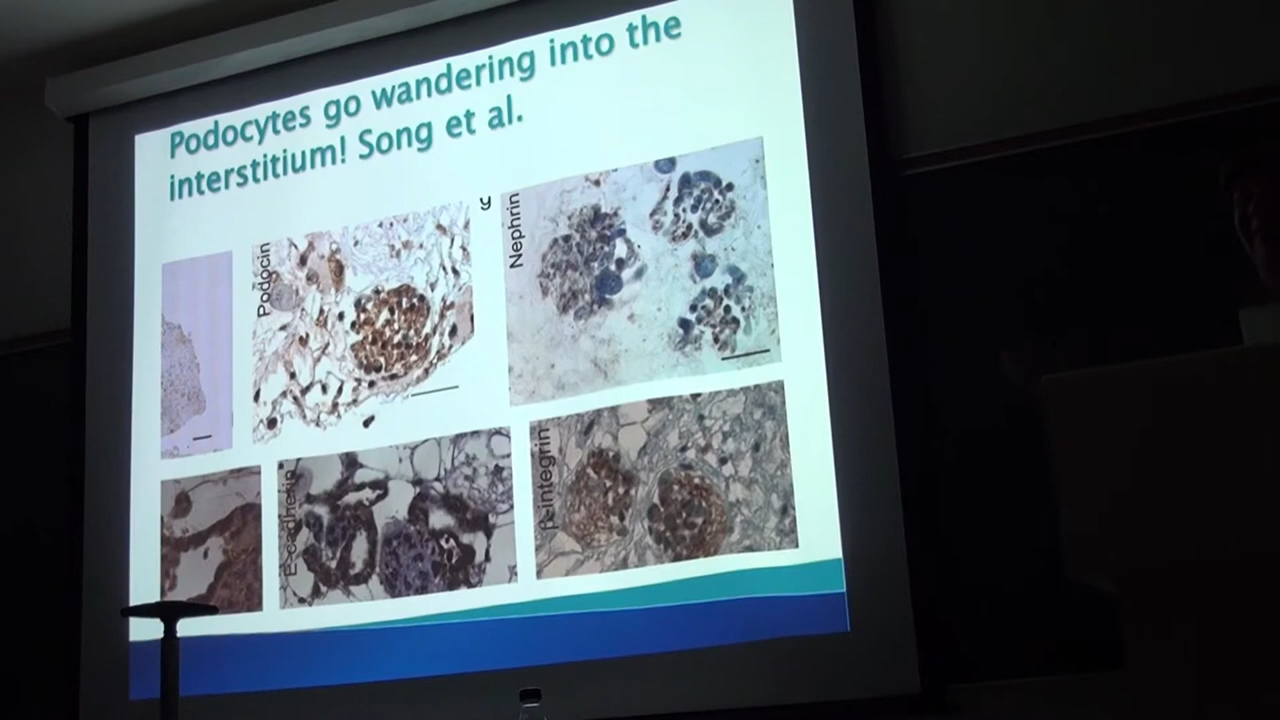 Podocytes go wandering into the
interstitium! Song et al.
Podocin
g
Nephrin
E-cadherin
β-integrin